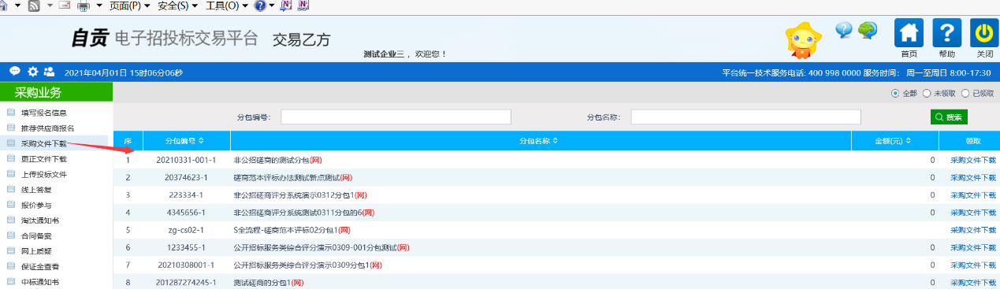 页面(P) 安全(S) 工具(O)
自贡 电子招投标交易平台 交易乙方
测试企业三，欢迎您！
首页 帮助 关闭
2021年04月01日 15时06分06秒 平台统一技术服务电话: 400 998 0000 服务时间： 周一至周日 8:00-17:30
采购业务
全部 未领取 已领取
填写报名信息
推荐供应商报名
采购文件下载
更正文件下载
上传投标文件
线上答复
报价参与
淘汰通知书
合同备案
网上质疑
保证金查看
中标通知书
分包编号： 分包名称： 搜索
序 分包编号 分包名称 金额(元) 领取
1 20210331-001-1 非公招磋商的测试分包(网) 0 采购文件下载
2 20374623-1 磋商范本评标办法测试新点测试(网) 0 采购文件下载
3 223334-1 非公招磋商评分系统演示0312分包1(网) 0 采购文件下载
4 4345656-1 非公招磋商评分系统测试0311分包的6(网) 0 采购文件下载
5 zg-cs02-1 S全流程-磋商范本评标02分包1(网) 0 采购文件下载
6 1233455-1 公开招标服务类综合评分演示0309-001分包测试(网) 0 采购文件下载
7 20210308001-1 公开招标服务类综合评分演示0309分包1(网) 0 采购文件下载
8 201287274245-1 测试磋商的分包1(网) 0 采购文件下载